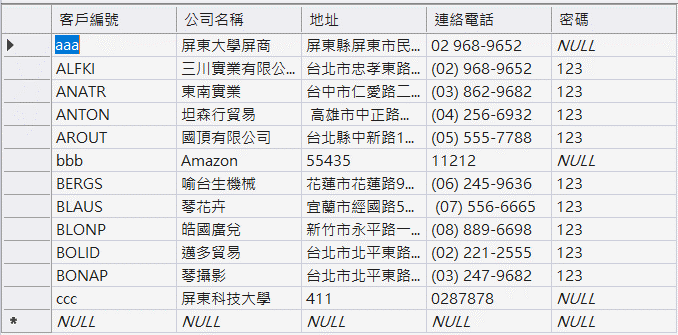 客戶編號 公司名稱 地址 連絡電話 密碼
aaa 屏東大學屏商 屏東縣屏東市民... 02 968-9652 NULL
ALFKI 三川實業有限公... 台北市忠孝東路... (02) 968-9652 123
ANATR 東南實業 台中市仁愛路二... (03) 862-9682 123
ANTON 坦森行貿易 高雄市中正路... (04) 256-6932 123
AROUT 國頂有限公司 台北縣中新路1... (05) 555-7788 123
bbb Amazon 55435 11212 NULL
BERGS 喻台生機械 花蓮市花蓮路9... (06) 245-9636 123
BLAUS 琴花卉 宜蘭市經國路5... (07) 556-6665 123
BLONP 皓國廣兌 新竹市永平路一... (08) 889-6698 123
BOLID 邁多貿易 台北市北平東路... (02) 221-2555 123
BONAP 琴攝影 台北市北平東路... (03) 247-9682 123
ccc 屏東科技大學 411 0287878 NULL
* NULL NULL NULL NULL NULL